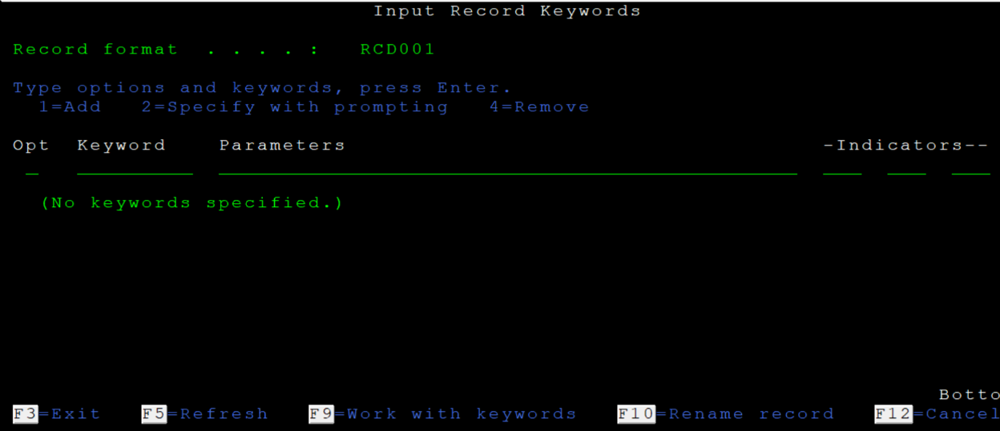 Input Record Keywords
Record format . . . . : RCD001
Type options and keywords, press Enter.
1=Add 2=Specify with prompting 4=Remove
Opt Keyword Parameters -Indicators--
(No keywords specified.)
Botto
F3=Exit F5=Refresh F9=Work with keywords F10=Rename record F12=Cancel